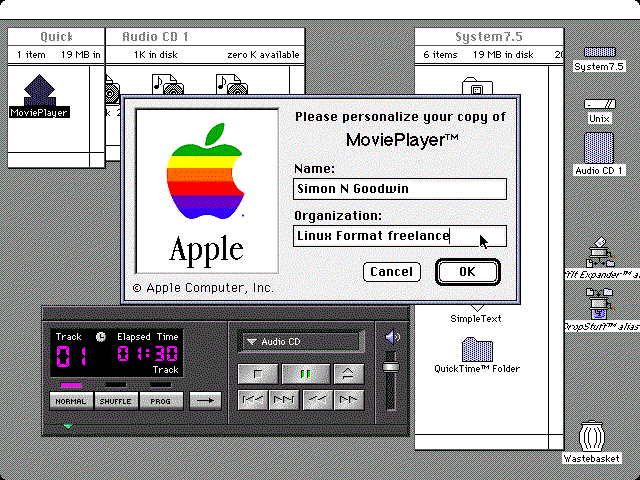 Quick
Audio CD 1
System7.5
1 item 19 MB in
1K in disk zero K available
6 items 19 MB in disk 20
MoviePlayer
k 2
System7.5
Unix
Audio CD 1
Please personalize your copy of
MoviePlayer™
Name:
Simon N Goodwin
Organization:
Linux Format freelance
Cancel
OK
Apple
© Apple Computer, Inc.
ffIt Expander™ a
DropStuff™ alias
SimpleText
QuickTime™ Folder
Wastebasket
Track Elapsed Time
01 01:30
Track
NORMAL SHUFFLE PROG
Audio CD